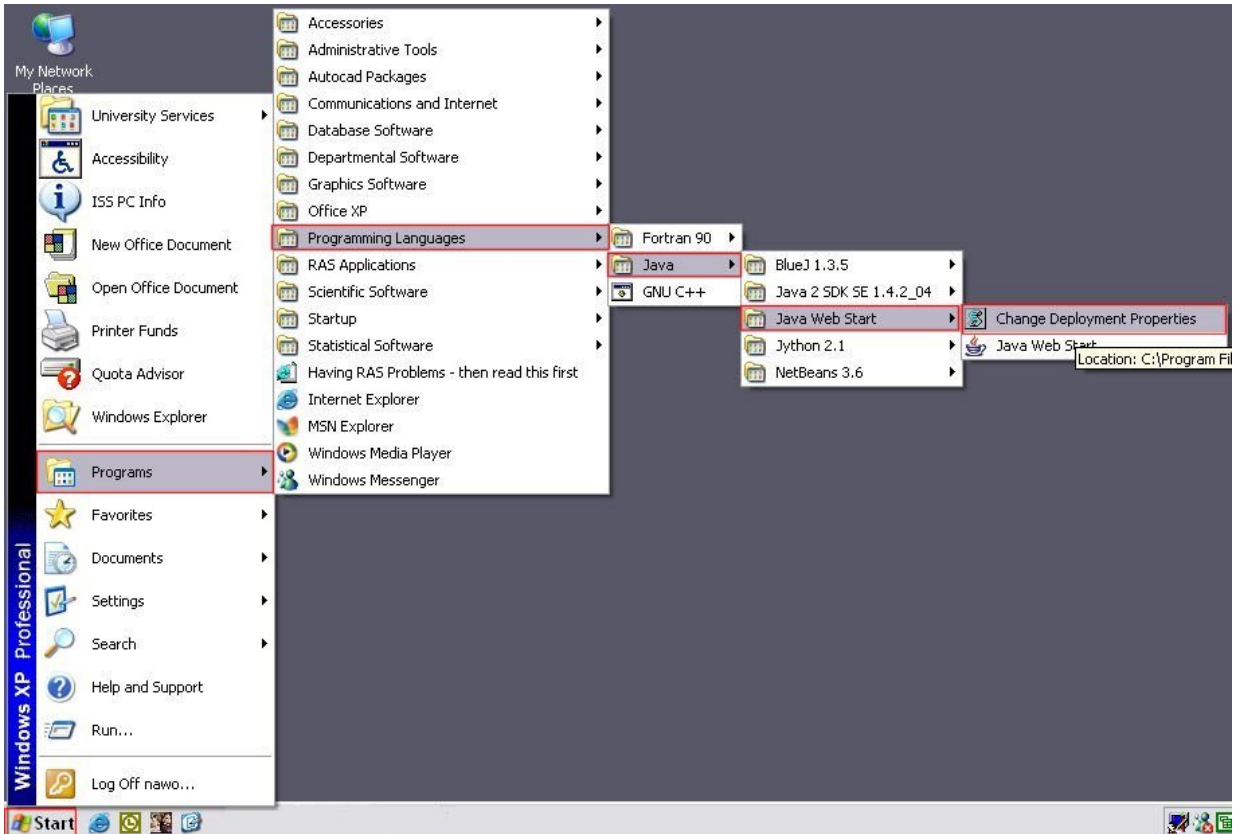 My Network
Places
University Services
Accessibility
ISS PC Info
New Office Document
Open Office Document
Printer Funds
Quota Advisor
Windows Explorer
Programs
Favorites
Documents
Settings
Search
Help and Support
Run...
Log Off nawo...
Windows XP Professional
Start
Accessories
Administrative Tools
Autocad Packages
Communications and Internet
Database Software
Departmental Software
Graphics Software
Office XP
Programming Languages
RAS Applications
Scientific Software
Startup
Statistical Software
Having RAS Problems - then read this first
Internet Explorer
MSN Explorer
Windows Media Player
Windows Messenger
Fortran 90
Java
GNU C++
BlueJ 1.3.5
Java 2 SDK SE 1.4.2_04
Java Web Start
Jython 2.1
NetBeans 3.6
Change Deployment Properties
Java Web Start
Location: C:\Program Fil